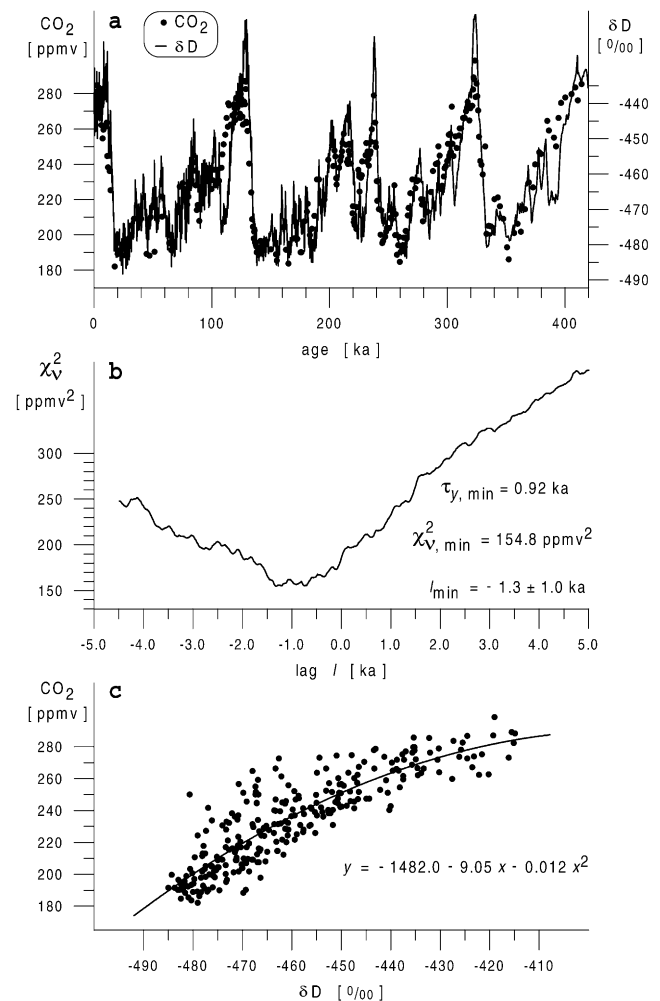 CO2
[ ppmv ]
a
CO2
δD
δD
[ 0/00 ]
280
260
240
220
200
180
-440
-450
-460
-470
-480
-490
0 100 200 300 400
age [ ka ]
χν2
[ ppmv2 ]
b
300
250
200
150
τy, min = 0.92 ka
χ2ν, min = 154.8 ppmv2
lmin = - 1.3 ± 1.0 ka
-5.0 -4.0 -3.0 -2.0 -1.0 0.0 1.0 2.0 3.0 4.0 5.0
lag l [ ka ]
CO2
[ ppmv ]
c
280
260
240
220
200
180
y = - 1482.0 - 9.05 x - 0.012 x2
-490 -480 -470 -460 -450 -440 -430 -420 -410
δD [ 0/00 ]